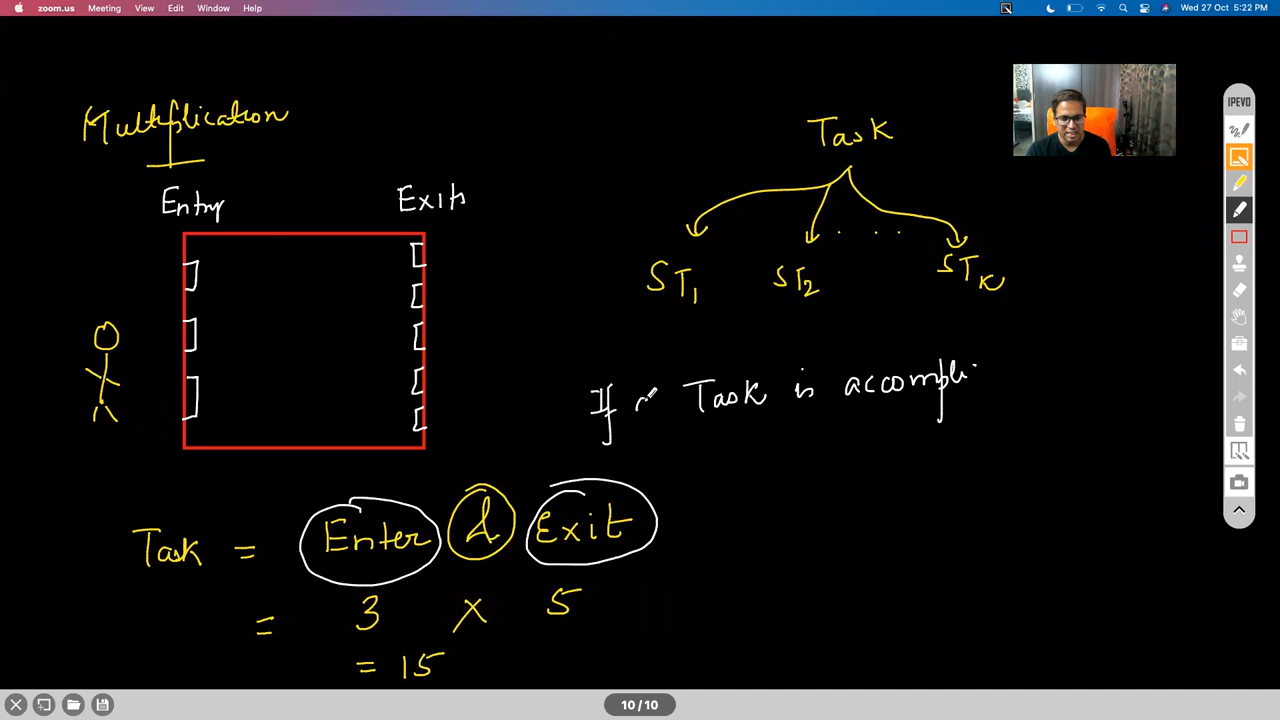 zoom.us Meeting View Edit Window Help Wed 27 Oct 5:22 PM
Multiplication
Entry Exits
Task
ST1 ST2 . . . STK
IPEVO
If Task is accompli
Task = Enter & Exit
= 3 x 5
= 15
10 / 10